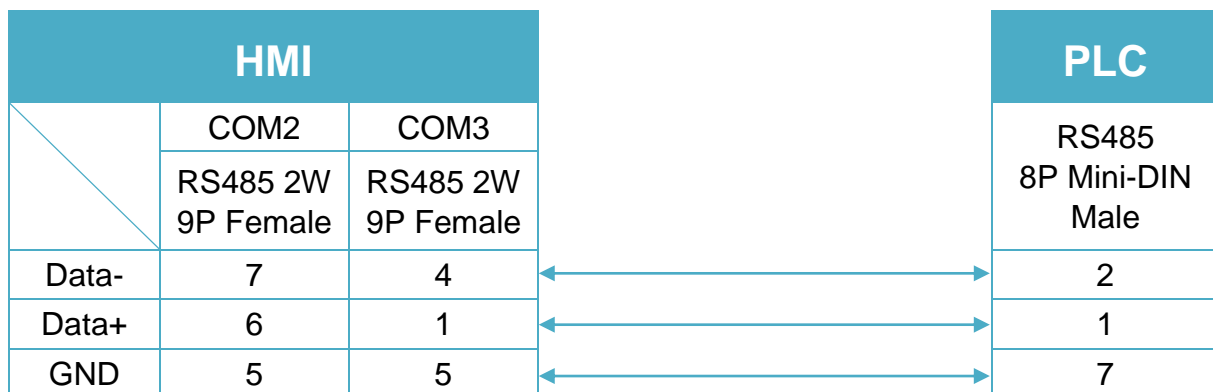 HMI PLC
COM2 COM3
RS485 2W RS485 2W
9P Female 9P Female
RS485
8P Mini-DIN
Male
Data- 7 4 2
Data+ 6 1 1
GND 5 5 7